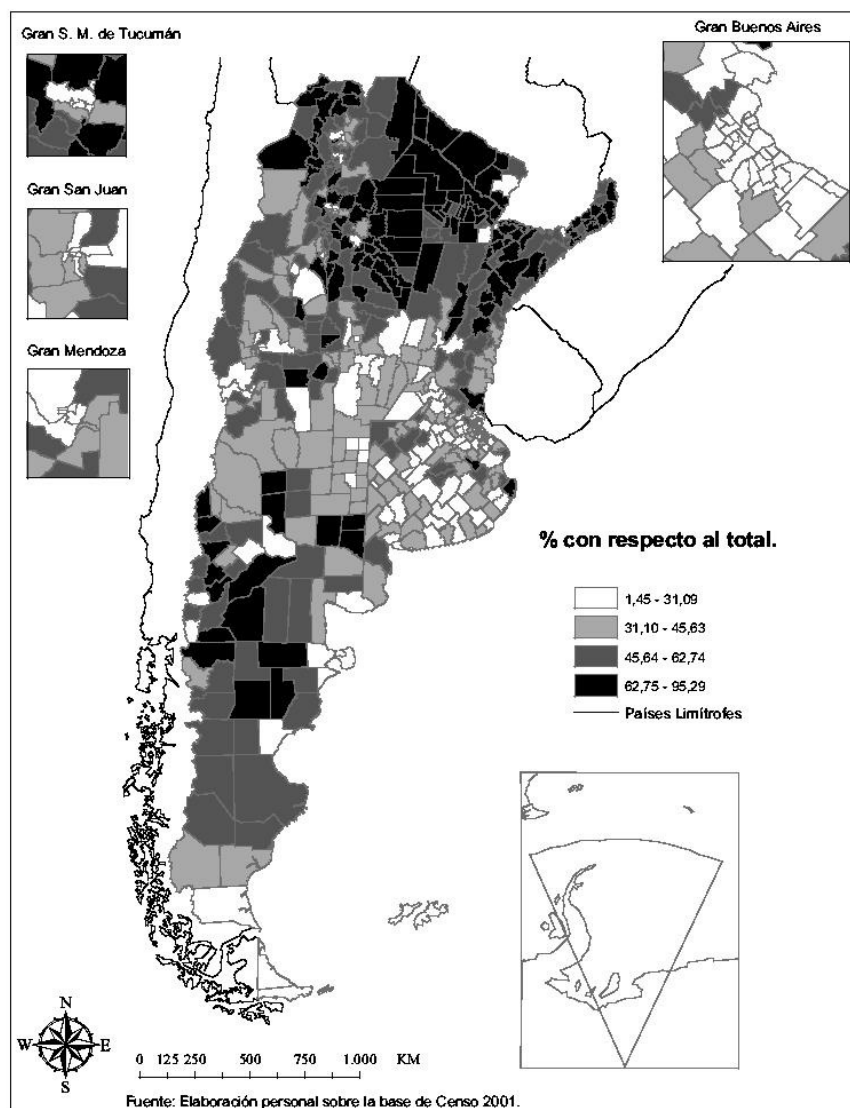 Gran S. M. de Tucumán
Gran Buenos Aires
Gran San Juan
Gran Mendoza
% con respecto al total.
1,45 - 31,09
31,10 - 45,63
45,64 - 62,74
62,75 - 95,29
Países Limítrofes
N
W E
S
0 125 250 500 750 1.000 KM
Fuente: Elaboración personal sobre la base de Censo 2001.